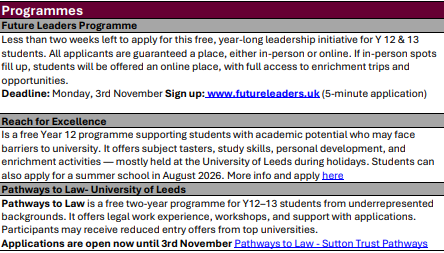 Programmes
Future Leaders Programme
Less than two weeks left to apply for this free, year-long leadership initiative for Y 12 & 13
students. All applicants are guaranteed a place, either in-person or online. If in-person spots
fill up, students will be offered an online place, with full access to enrichment trips and
opportunities.
Deadline: Monday, 3rd November Sign up: www.futureleaders.uk (5-minute application)
Reach for Excellence
Is a free Year 12 programme supporting students with academic potential who may face
barriers to university. It offers subject tasters, study skills, personal development, and
enrichment activities — mostly held at the University of Leeds during holidays. Students can
also apply for a summer school in August 2026. More info and apply here
Pathways to Law- University of Leeds
Pathways to Law is a free two-year programme for Y12–13 students from underrepresented
backgrounds. It offers legal work experience, workshops, and support with applications.
Participants may receive reduced entry offers from top universities.
Applications are open now until 3rd November Pathways to Law - Sutton Trust Pathways